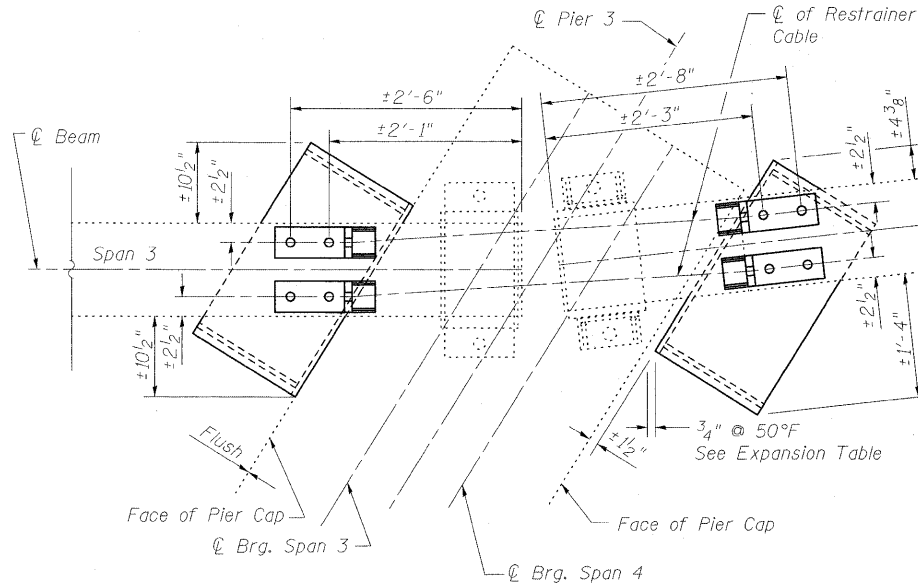 ℄ Pier 3
℄ of Restrainer
Cable
±2'-8"
±2'-6"
±2'-3"
±2'-1"
℄ Beam
±10½"
±2½"
±2½"
±4⅜"
Span 3
±10½"
±2½"
±2½"
±1'-4"
Flush
±1½"
¾" @ 50°F
See Expansion Table
Face of Pier Cap
℄ Brg. Span 3
Face of Pier Cap
℄ Brg. Span 4